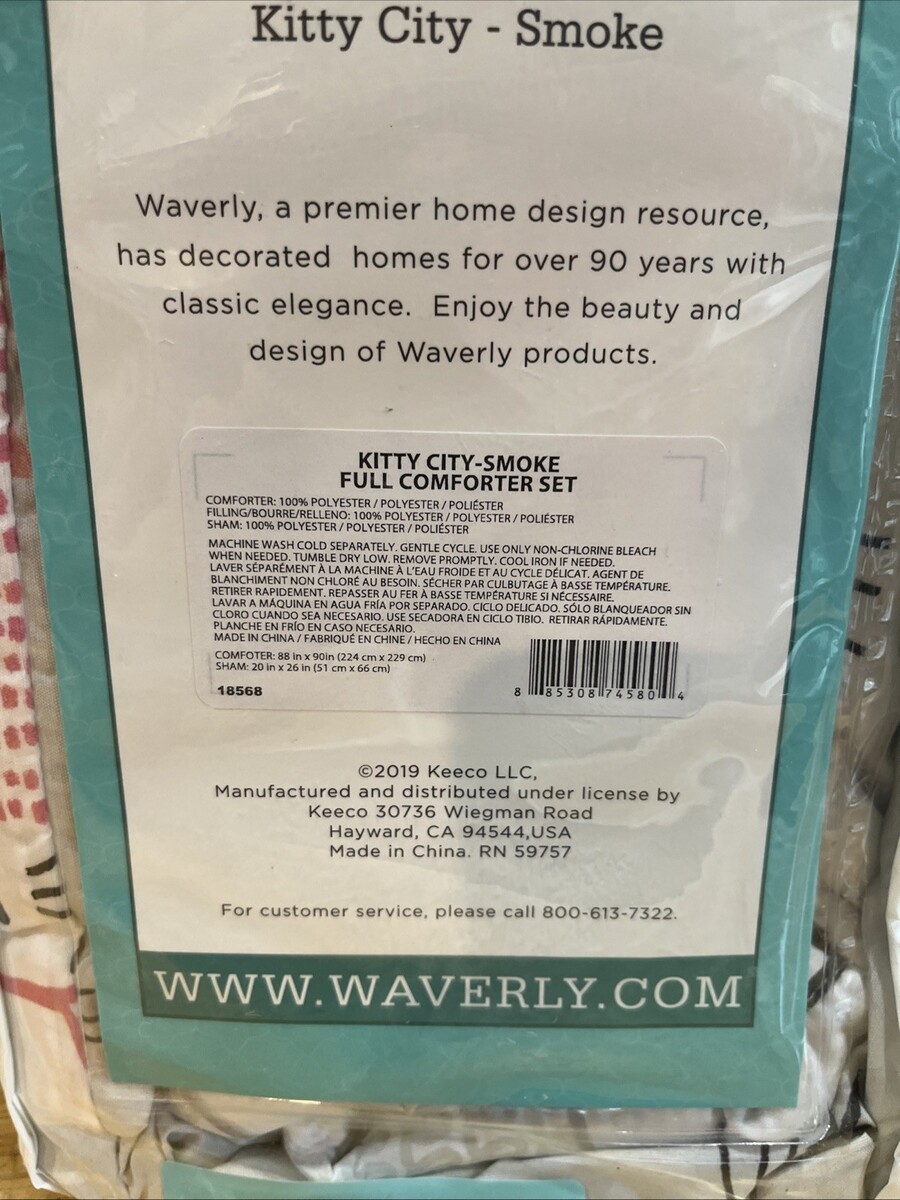 Kitty City - Smoke
Waverly, a premier home design resource,
has decorated homes for over 90 years with
classic elegance. Enjoy the beauty and
design of Waverly products.
KITTY CITY-SMOKE
FULL COMFORTER SET
COMFORTER: 100% POLYESTER / POLYESTER / POLIÉSTER
FILLING/BOURRE/RELLENO: 100% POLYESTER / POLYESTER / POLIÉSTER
SHAM: 100% POLYESTER / POLYESTER / POLIÉSTER
MACHINE WASH COLD SEPARATELY. GENTLE CYCLE. USE ONLY NON-CHLORINE BLEACH
WHEN NEEDED. TUMBLE DRY LOW. REMOVE PROMPTLY. COOL IRON IF NEEDED.
LAVER SÉPARÉMENT À LA MACHINE À L'EAU FROIDE ET AU CYCLE DÉLICAT. AGENT DE
BLANCHIMENT NON CHLORÉ AU BESOIN. SÉCHER PAR CULBUTAGE À BASSE TEMPÉRATURE.
RETIRER RAPIDEMENT. REPASSER AU FER À BASSE TEMPÉRATURE SI NÉCESSAIRE.
LAVAR A MÁQUINA EN AGUA FRÍA POR SEPARADO. CICLO DELICADO. SÓLO BLANQUEADOR SIN
CLORO CUANDO SEA NECESARIO. USE SECADORA EN CICLO TIBIO. RETIRAR RÁPIDAMENTE.
PLANCHE EN FRÍO EN CASO NECESARIO.
MADE IN CHINA / FABRIQUÉ EN CHINE / HECHO EN CHINA
COMFOTER: 88 in x 90in (224 cm x 229 cm)
SHAM: 20 in x 26 in (51 cm x 66 cm)
18568
8 85308 74580 4
©2019 Keeco LLC,
Manufactured and distributed under license by
Keeco 30736 Wiegman Road
Hayward, CA 94544,USA
Made in China. RN 59757
For customer service, please call 800-613-7322.
WWW.WAVERLY.COM